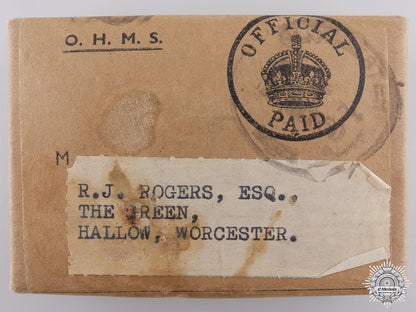 O. H. M. S.
OFFICIAL
PAID
M
R.J. ROGERS, ESQ.,
THE GREEN,
HALLOW, WORCESTER.